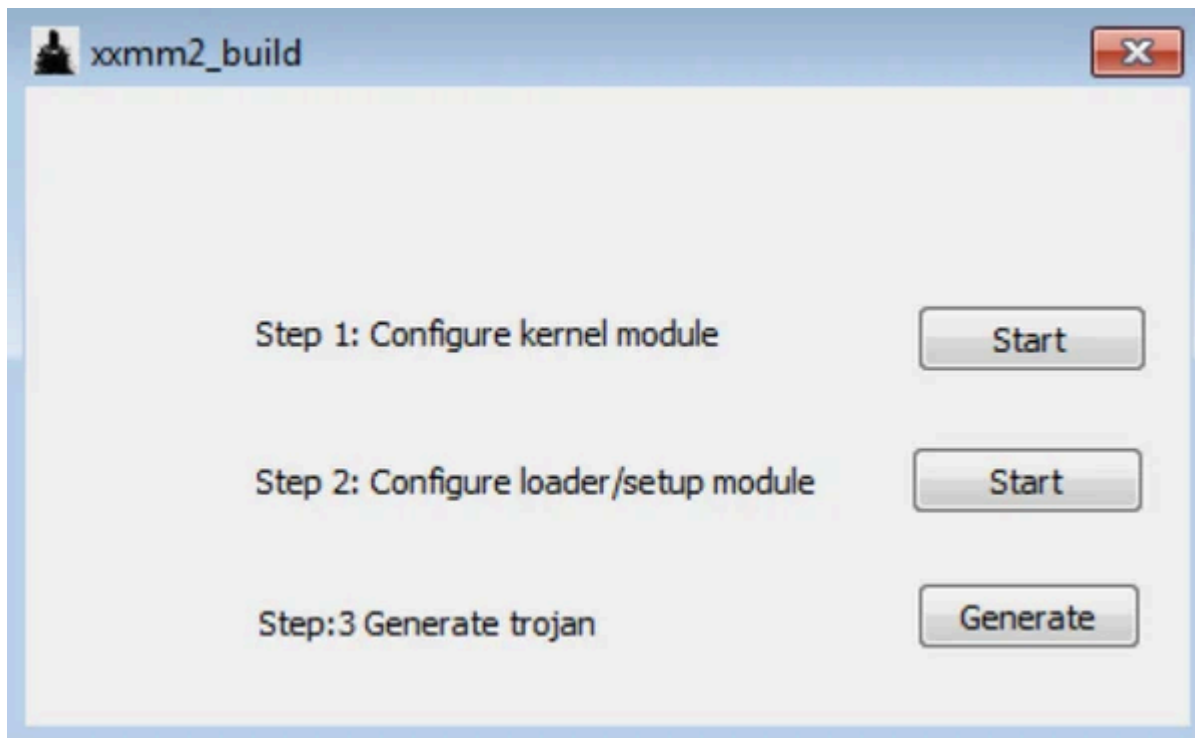 xxmm2_build
Step 1: Configure kernel module
Start
Step 2: Configure loader/setup module
Start
Step:3 Generate trojan
Generate